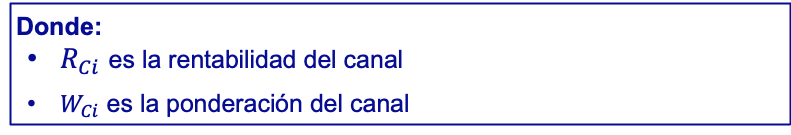 Donde:
• R_{Ci} es la rentabilidad del canal
• W_{Ci} es la ponderación del canal